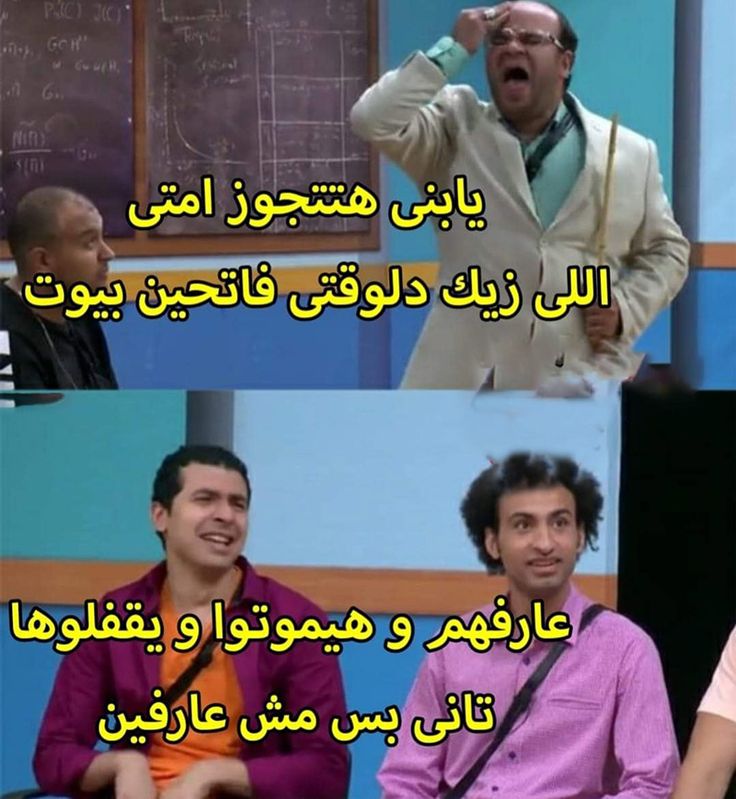 يابنى هتتجوز امتى
اللى زيك دلوقتى فاتحين بيوت
عارفهم و هيموتوا و يقفلوها
تانى بس مش عارفين